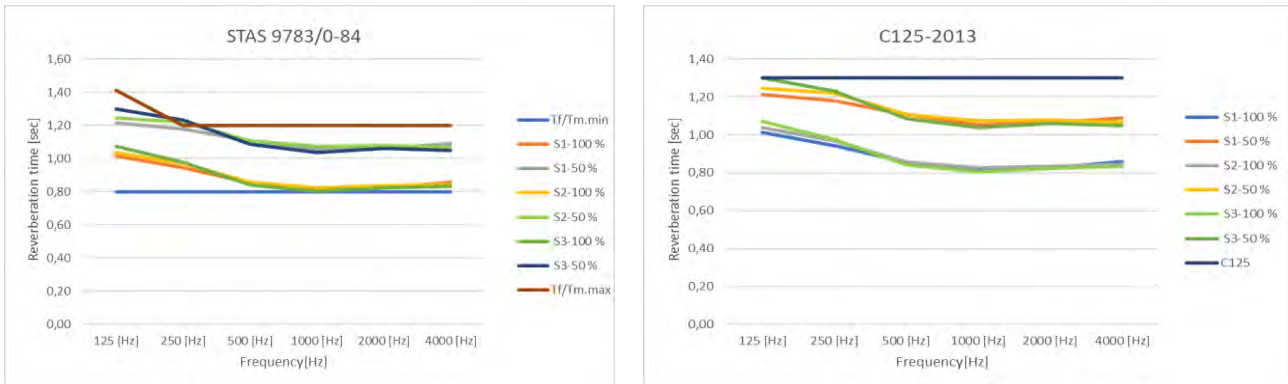 STAS 9783/0-84
1,60
1,40
1,20
1,00
0,80
0,60
0,40
0,20
0,00
Reverberation time [sec]
125 [Hz] 250 [Hz] 500 [Hz] 1000 [Hz] 2000 [Hz] 4000 [Hz]
Frequency[Hz]
Tf/Tm.min
S1-100 %
S1-50 %
S2-100 %
S2-50 %
S3-100 %
S3-50 %
Tf/Tm.max
C125-2013
1,40
1,20
1,00
0,80
0,60
0,40
0,20
0,00
Reverberation time [sec]
125 [Hz] 250 [Hz] 500 [Hz] 1000 [Hz] 2000 [Hz] 4000 [Hz]
Frequency[Hz]
S1-100 %
S1-50 %
S2-100 %
S2-50 %
S3-100 %
S3-50 %
C125